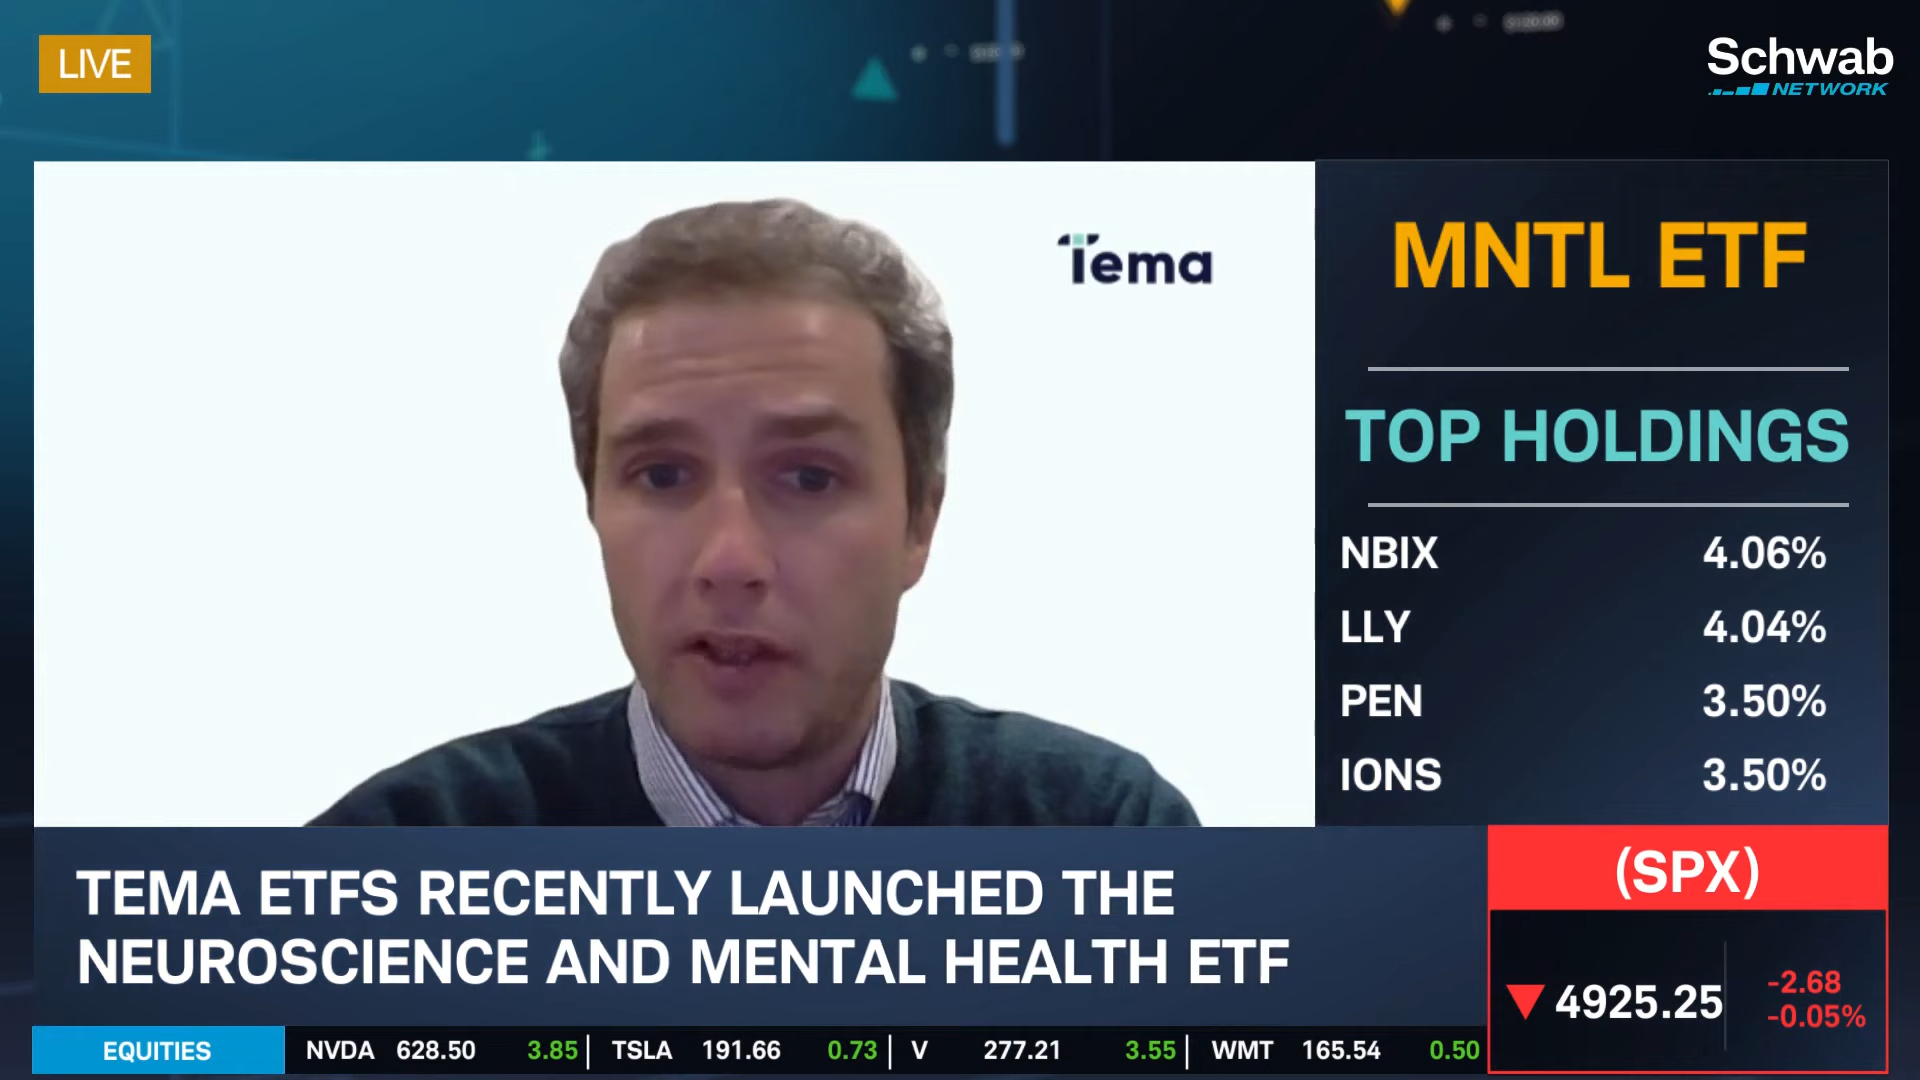 LIVE
$120.00
Schwab
NETWORK
Tema
MNTL ETF
TOP HOLDINGS
NBIX 4.06%
LLY 4.04%
PEN 3.50%
IONS 3.50%
TEMA ETFS RECENTLY LAUNCHED THE
NEUROSCIENCE AND MENTAL HEALTH ETF
(SPX)
4925.25
-2.68
-0.05%
EQUITIES NVDA 628.50 3.85 TSLA 191.66 0.73 V 277.21 3.55 WMT 165.54 0.50